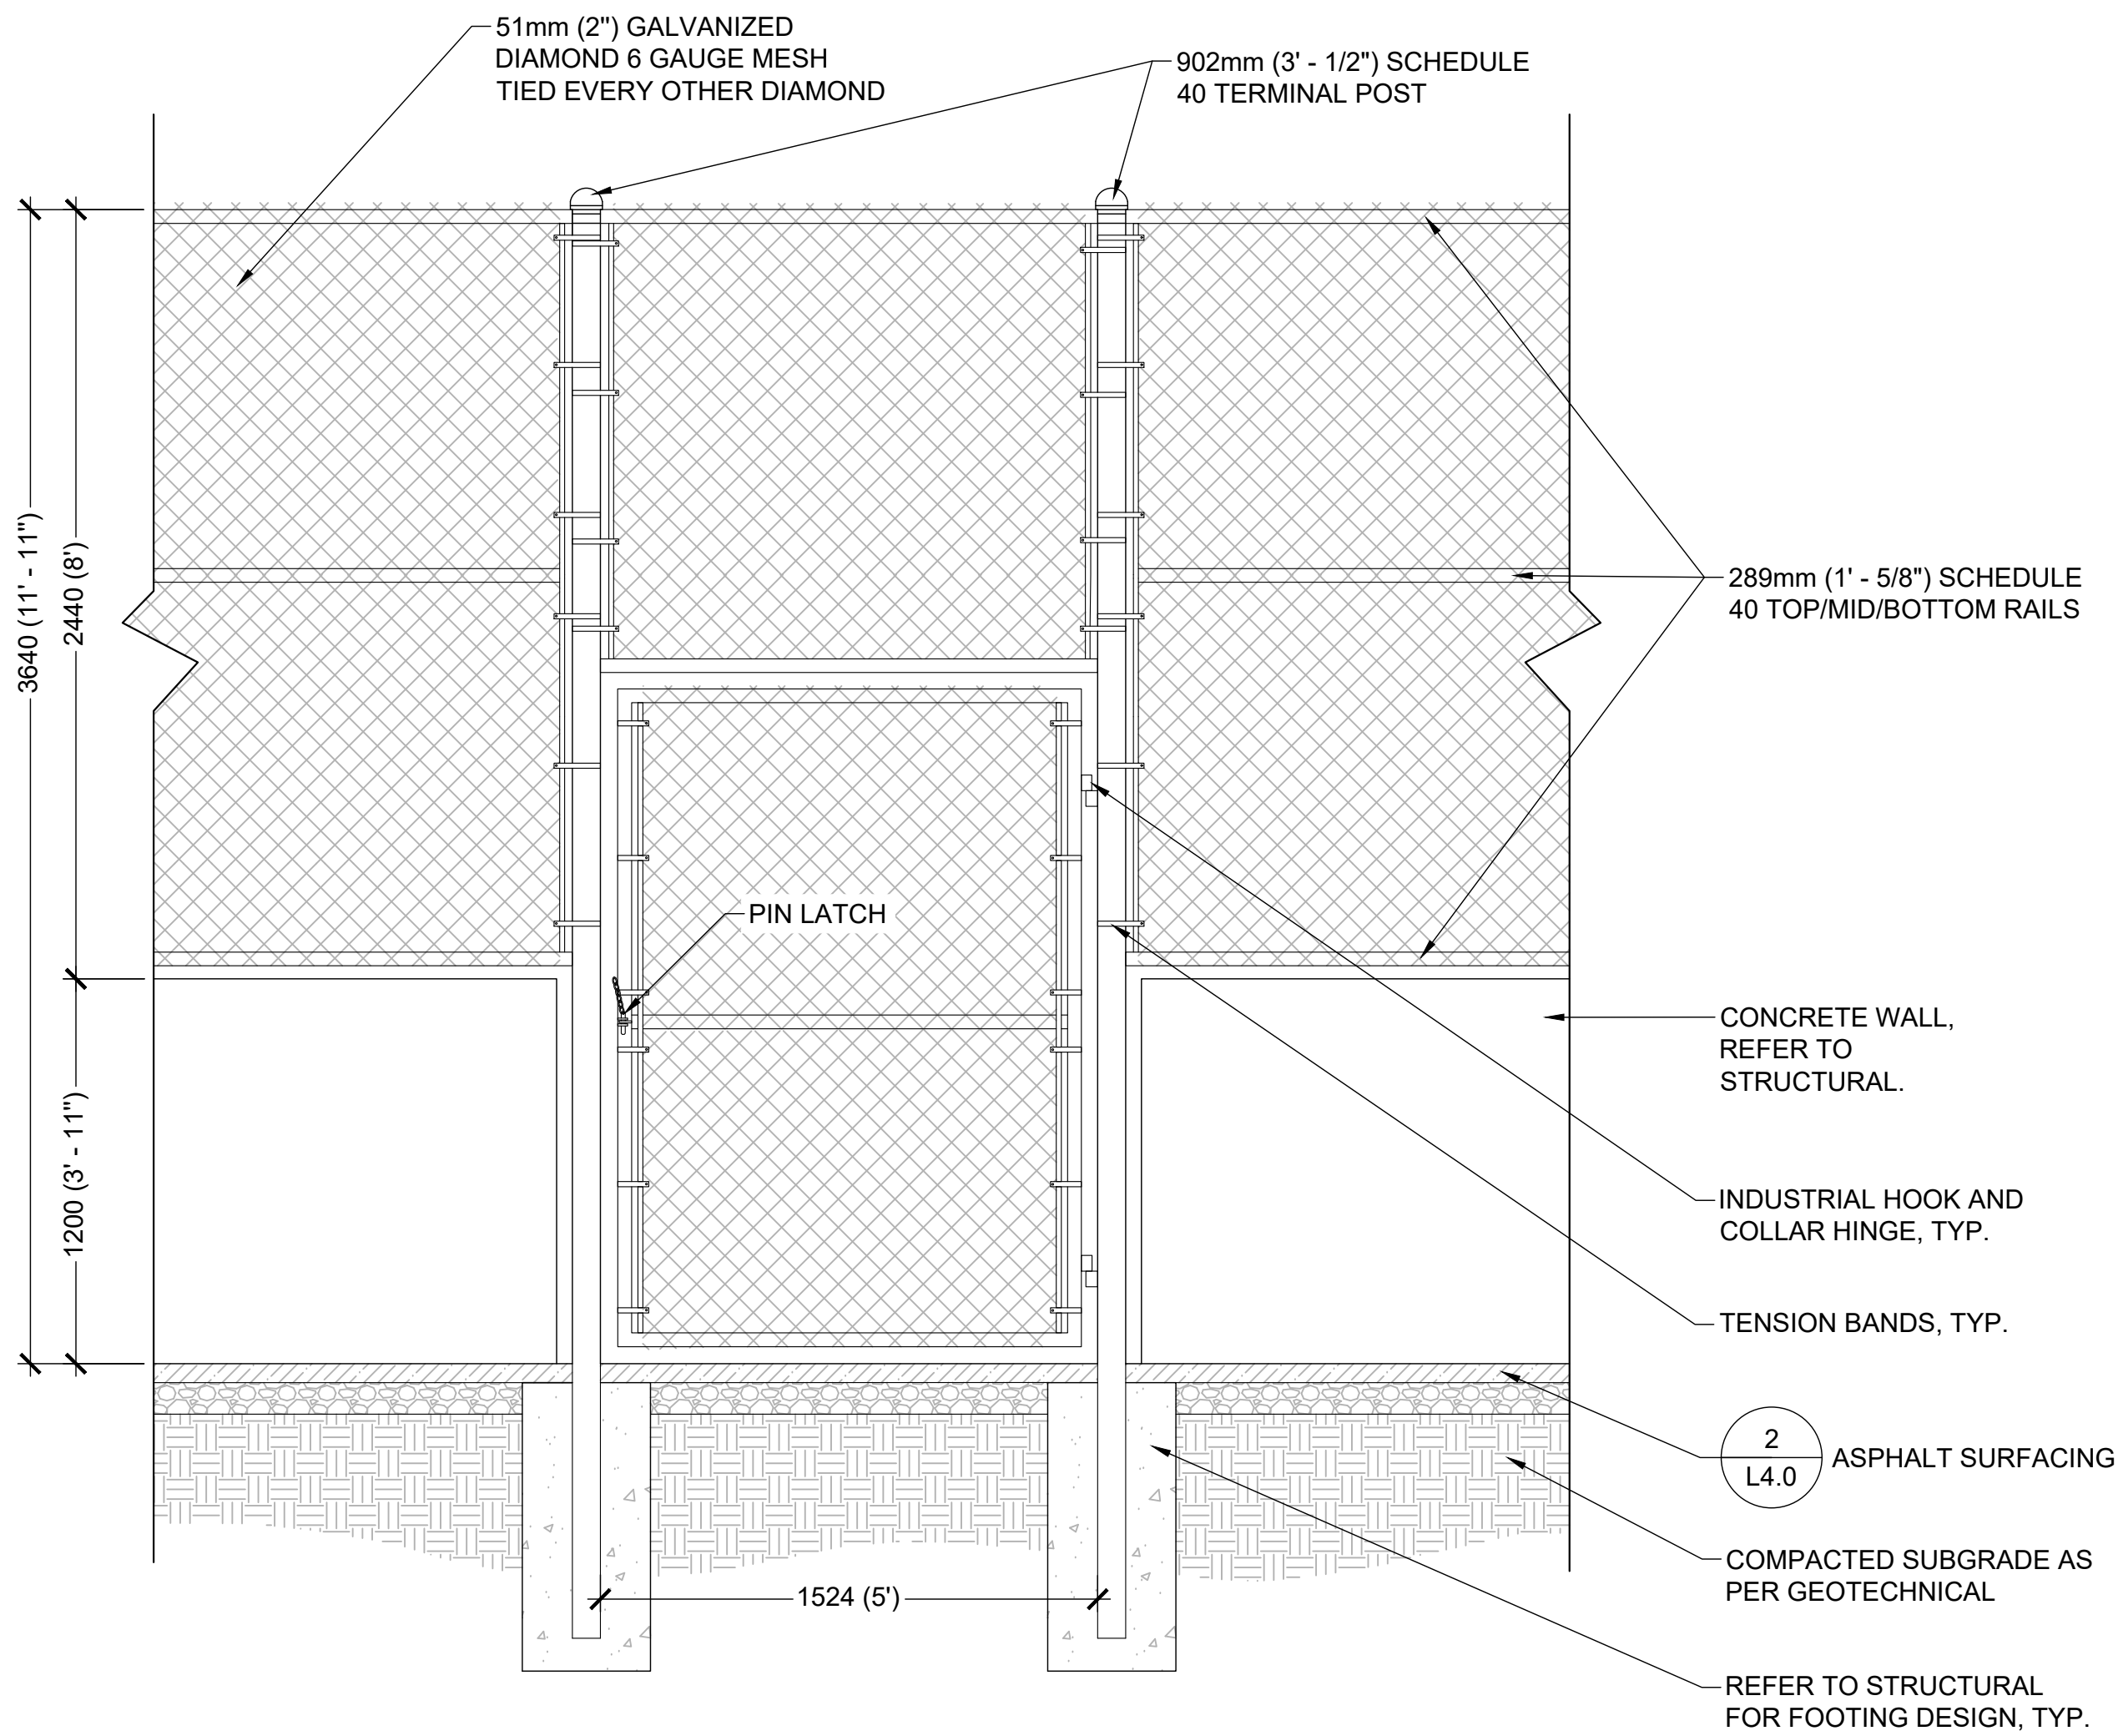 51mm (2") GALVANIZED
DIAMOND 6 GAUGE MESH
TIED EVERY OTHER DIAMOND
902mm (3' - 1/2") SCHEDULE
40 TERMINAL POST
3640 (11' - 11")
2440 (8')
289mm (1' - 5/8") SCHEDULE
40 TOP/MID/BOTTOM RAILS
PIN LATCH
1200 (3' - 11")
CONCRETE WALL,
REFER TO
STRUCTURAL.
INDUSTRIAL HOOK AND
COLLAR HINGE, TYP.
TENSION BANDS, TYP.
2
L4.0
ASPHALT SURFACING
COMPACTED SUBGRADE AS
PER GEOTECHNICAL
1524 (5')
REFER TO STRUCTURAL
FOR FOOTING DESIGN, TYP.